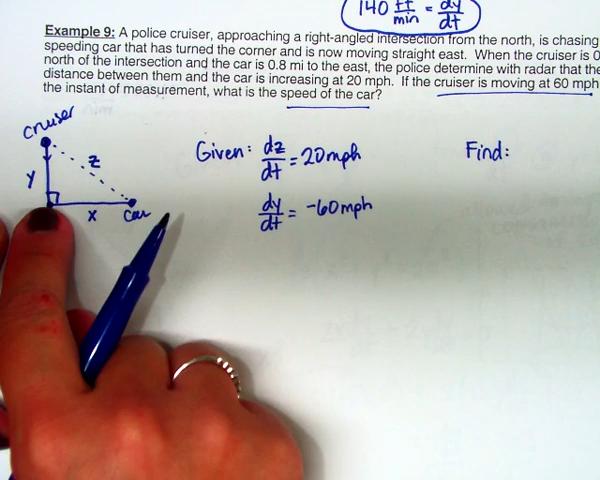 140 ft/min = dy/dt
Example 9: A police cruiser, approaching a right-angled intersection from the north, is chasing
speeding car that has turned the corner and is now moving straight east. When the cruiser is 0
north of the intersection and the car is 0.8 mi to the east, the police determine with radar that the
distance between them and the car is increasing at 20 mph. If the cruiser is moving at 60 mph
the instant of measurement, what is the speed of the car?
cruiser
z
y
x
car
Given: dz/dt = 20mph
dy/dt = -60mph
Find: